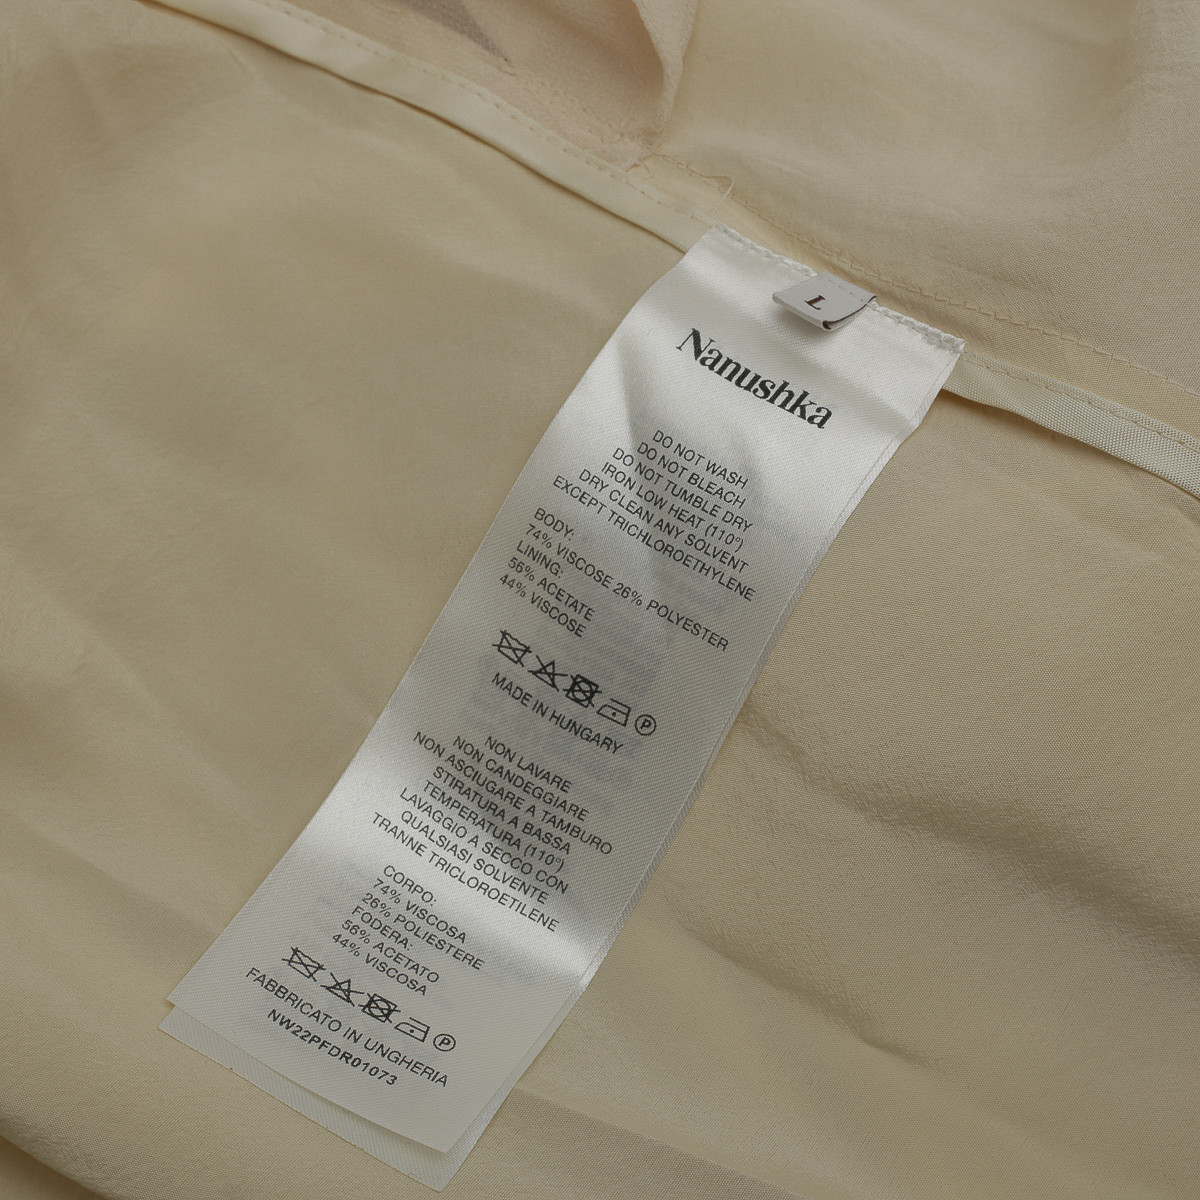 L
Nanushka
DO NOT WASH
DO NOT BLEACH
DO NOT TUMBLE DRY
IRON LOW HEAT (110°)
DRY CLEAN ANY SOLVENT
EXCEPT TRICHLOROETHYLENE
BODY:
74% VISCOSE 26% POLYESTER
LINING:
56% ACETATE
44% VISCOSE
P
MADE IN HUNGARY
NON LAVARE
NON CANDEGGIARE
NON ASCIUGARE A TAMBURO
STIRATURA A BASSA
TEMPERATURA (110°)
LAVAGGIO A SECCO CON
QUALSIASI SOLVENTE
TRANNE TRICLOROETILENE
CORPO:
74% VISCOSA
26% POLIESTERE
FODERA:
56% ACETATO
44% VISCOSA
P
FABBRICATO IN UNGHERIA
NW22PFDR01073